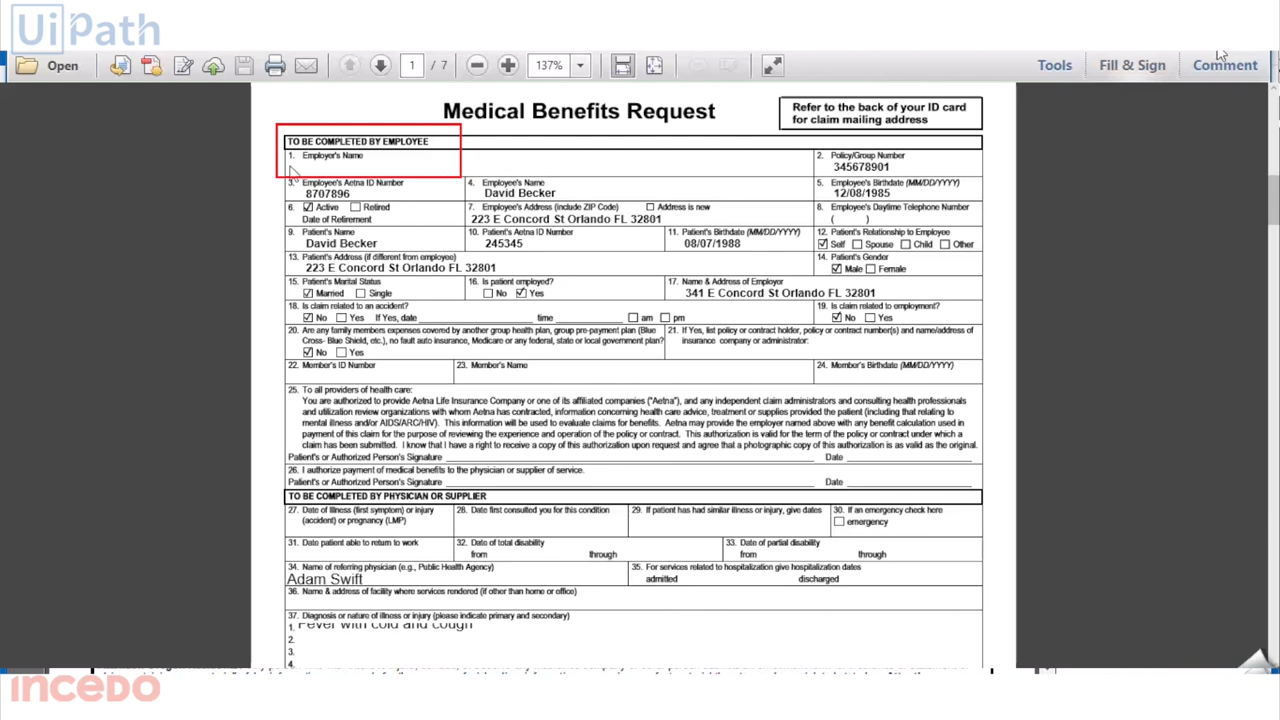 UiPath
Open
1 / 7
137%
Tools
Fill & Sign
Comment
Medical Benefits Request
Refer to the back of your ID card
for claim mailing address
TO BE COMPLETED BY EMPLOYEE
1. Employer's Name
2. Policy/Group Number
345678901
3. Employee's Aetna ID Number
8707896
4. Employee's Name
David Becker
5. Employee's Birthdate (MM/DD/YYYY)
12/08/1985
6. Active Retired
Date of Retirement
7. Employee's Address (include ZIP Code) Address is new
223 E Concord St Orlando FL 32801
8. Employee's Daytime Telephone Number
( )
9. Patient's Name
David Becker
10. Patient's Aetna ID Number
245345
11. Patient's Birthdate (MM/DD/YYYY)
08/07/1988
12. Patient's Relationship to Employee
Self Spouse Child Other
13. Patient's Address (if different from employee)
223 E Concord St Orlando FL 32801
14. Patient's Gender
Male Female
15. Patient's Marital Status
Married Single
16. Is patient employed?
No Yes
17. Name & Address of Employer
341 E Concord St Orlando FL 32801
18. Is claim related to an accident?
No Yes If Yes, date time am pm
19. Is claim related to employment?
No Yes
20. Are any family members expenses covered by another group health plan, group pre-payment plan (Blue
Cross- Blue Shield, etc.), no fault auto insurance, Medicare or any federal, state or local government plan?
No Yes
21. If Yes, list policy or contract holder, policy or contract number(s) and name/address of
insurance company or administrator:
22. Member's ID Number
23. Member's Name
24. Member's Birthdate (MM/DD/YYYY)
25. To all providers of health care:
You are authorized to provide Aetna Life Insurance Company or one of its affiliated companies ("Aetna"), and any independent claim administrators and consulting health professionals
and utilization review organizations with whom Aetna has contracted, information concerning health care advice, treatment or supplies provided the patient (including that relating to
mental illness and/or AIDS/ARC/HIV). This information will be used to evaluate claims for benefits. Aetna may provide the employer named above with any benefit calculation used in
payment of this claim for the purpose of reviewing the experience and operation of the policy or contract. This authorization is valid for the term of the policy or contract under which a
claim has been submitted. I know that I have a right to receive a copy of this authorization upon request and agree that a photographic copy of this authorization is as valid as the original.
Patient's or Authorized Person's Signature Date
26. I authorize payment of medical benefits to the physician or supplier of service.
Patient's or Authorized Person's Signature Date
TO BE COMPLETED BY PHYSICIAN OR SUPPLIER
27. Date of Illness (first symptom) or injury
(accident) or pregnancy (LMP)
28. Date first consulted you for this condition
29. If patient has had similar illness or injury, give dates
30. If an emergency check here
emergency
31. Date patient able to return to work
32. Date of total disability
from through
33. Date of partial disability
from through
34. Name of referring physician (e.g., Public Health Agency)
Adam Swift
35. For services related to hospitalization give hospitalization dates
admitted discharged
36. Name & address of facility where services rendered (if other than home or office)
37. Diagnosis or nature of illness or injury (please indicate primary and secondary)
1. Fever with cold and cough
2.
3.
4.
INCEDO